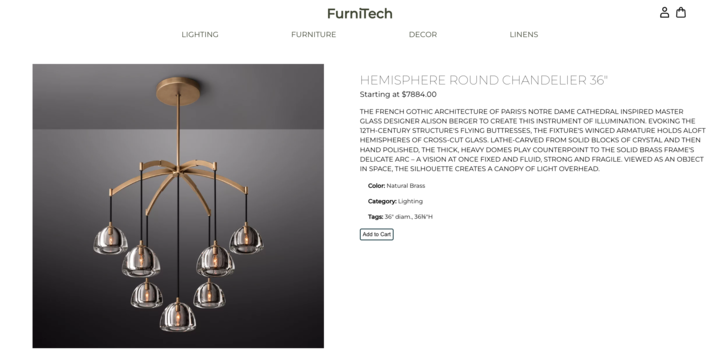 FurniTech
LIGHTING FURNITURE DECOR LINENS
HEMISPHERE ROUND CHANDELIER 36"
Starting at $7884.00
THE FRENCH GOTHIC ARCHITECTURE OF PARIS'S NOTRE DAME CATHEDRAL INSPIRED MASTER
GLASS DESIGNER ALISON BERGER TO CREATE THIS INSTRUMENT OF ILLUMINATION. EVOKING THE
12TH-CENTURY STRUCTURE'S FLYING BUTTRESSES, THE FIXTURE'S WINGED ARMATURE HOLDS ALOFT
HEMISPHERES OF CROSS-CUT GLASS. LATHE-CARVED FROM SOLID BLOCKS OF CRYSTAL AND THEN
HAND POLISHED, THE THICK, HEAVY DOMES PLAY COUNTERPOINT TO THE SOLID BRASS FRAME'S
DELICATE ARC – A VISION AT ONCE FIXED AND FLUID, STRONG AND FRAGILE. VIEWED AS AN OBJECT
IN SPACE, THE SILHOUETTE CREATES A CANOPY OF LIGHT OVERHEAD.
Color: Natural Brass
Category: Lighting
Tags: 36" diam.,
Add to Cart